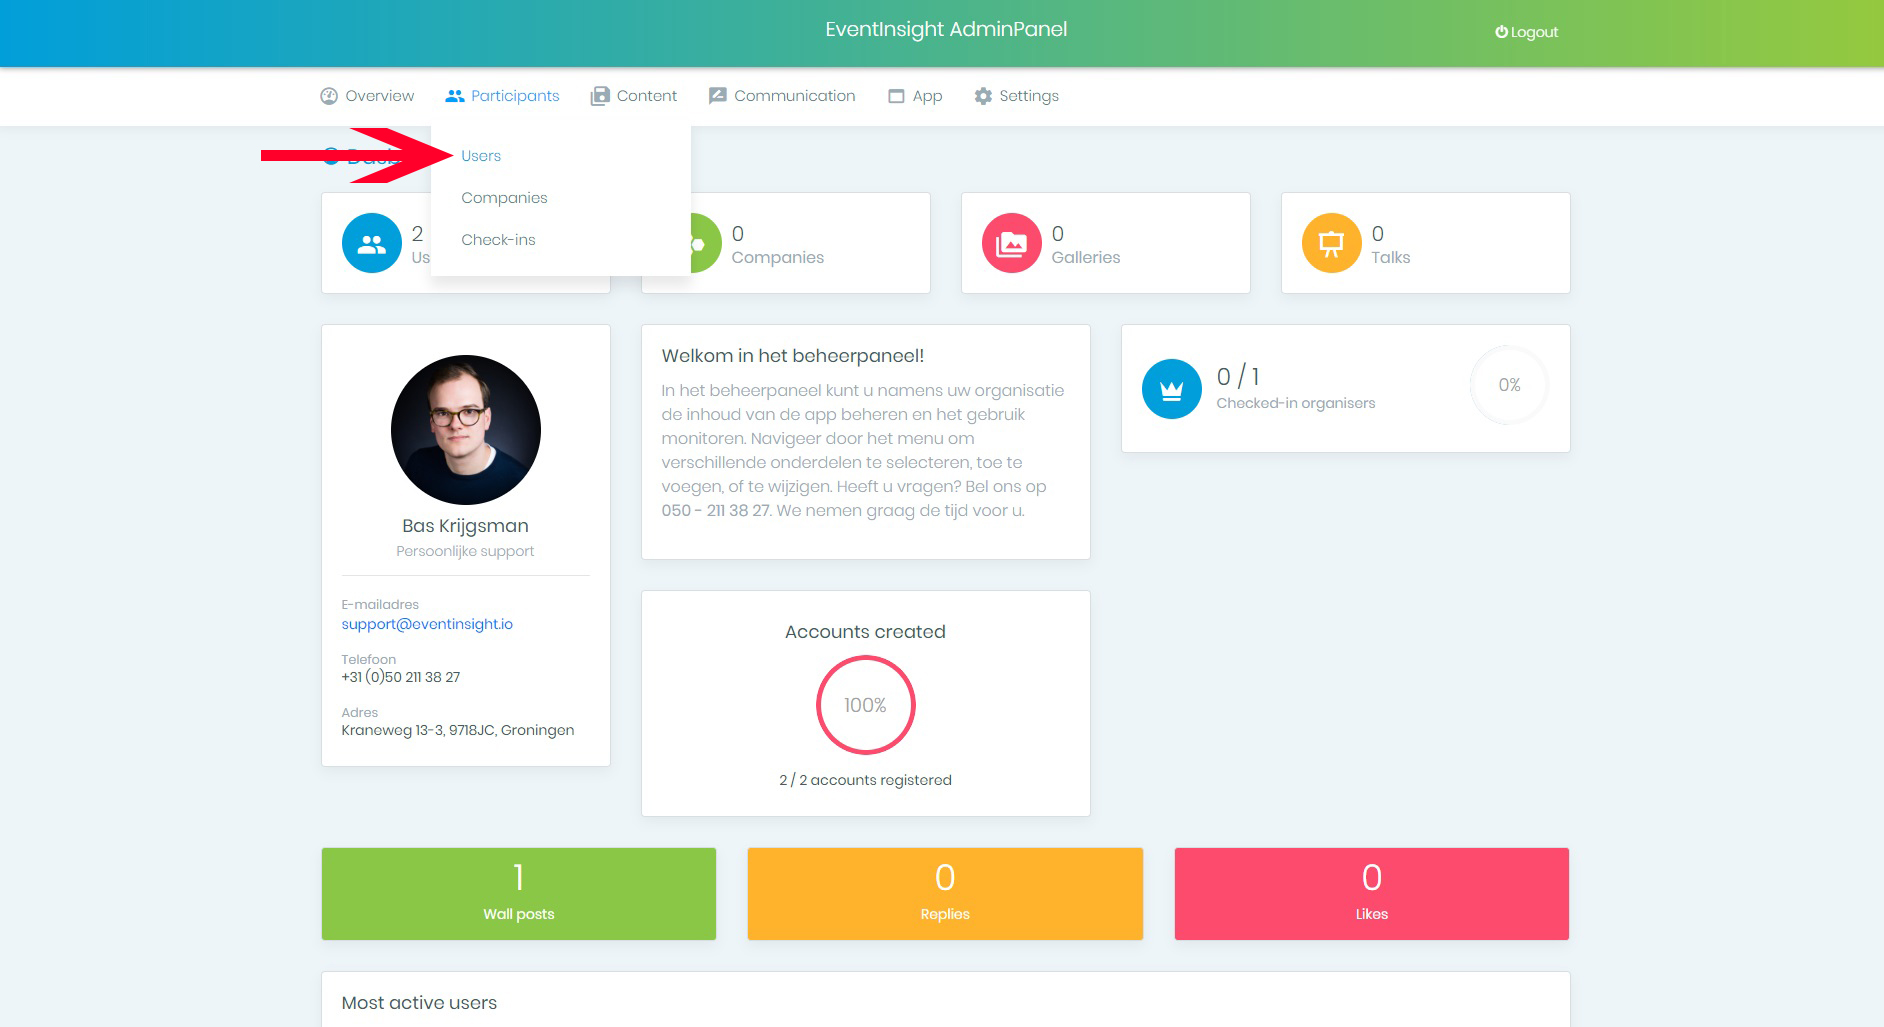 EventInsight AdminPanel
Logout
Overview
Participants
Content
Communication
App
Settings
Users
Companies
Check-ins
2
0
Companies
0
Galleries
0
Talks
Bas Krijgsman
Persoonlijke support
E-mailadres
support@eventinsight.io
Telefoon
+31 (0)50 211 38 27
Adres
Kraneweg 13-3, 9718JC, Groningen
Welkom in het beheerpaneel!
In het beheerpaneel kunt u namens uw organisatie
de inhoud van de app beheren en het gebruik
monitoren. Navigeer door het menu om
verschillende onderdelen te selecteren, toe te
voegen, of te wijzigen. Heeft u vragen? Bel ons op
050 - 211 38 27. We nemen graag de tijd voor u.
0 / 1
Checked-in organisers
0%
Accounts created
100%
2 / 2 accounts registered
1
Wall posts
0
Replies
0
Likes
Most active users